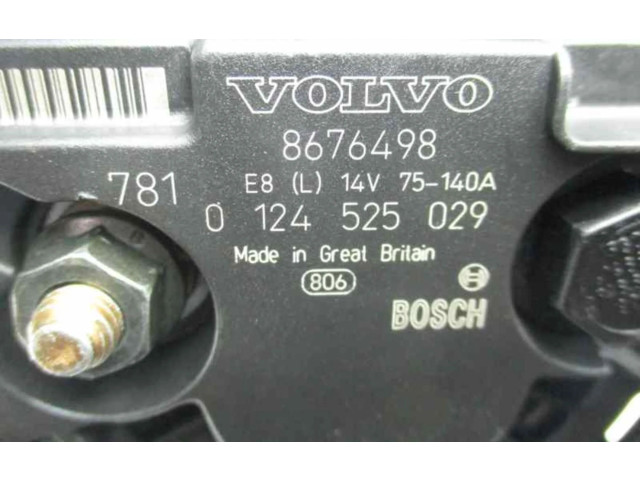 VOLVO
8676498
781
E8 (L) 14V 75-140A
0 124 525 029
Made in Great Britain
806
BOSCH